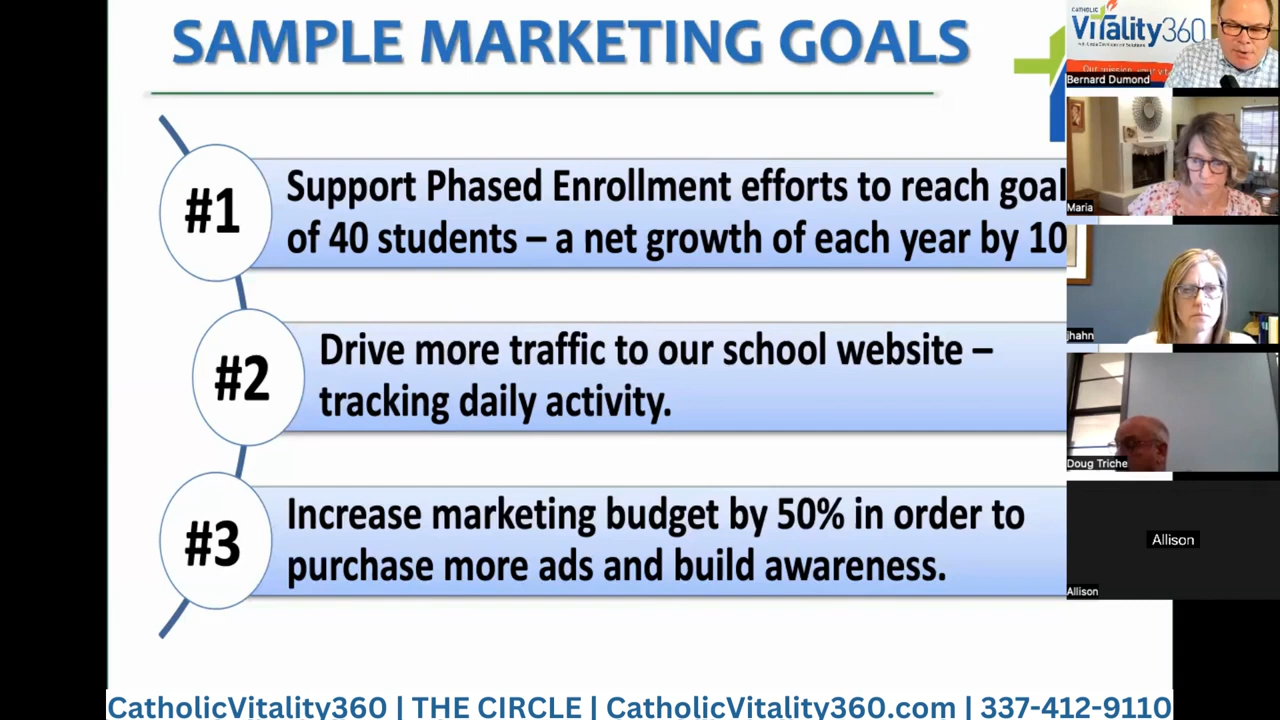 SAMPLE MARKETING GOALS
#1
Support Phased Enrollment efforts to reach goal
of 40 students – a net growth of each year by 10
#2
Drive more traffic to our school website –
tracking daily activity.
#3
Increase marketing budget by 50% in order to
purchase more ads and build awareness.
CATHOLIC
Vitality360
Bernard Dumond
Maria
jhahn
Doug Triche
Allison
Allison
CatholicVitality360 | THE CIRCLE | CatholicVitality360.com | 337-412-9110